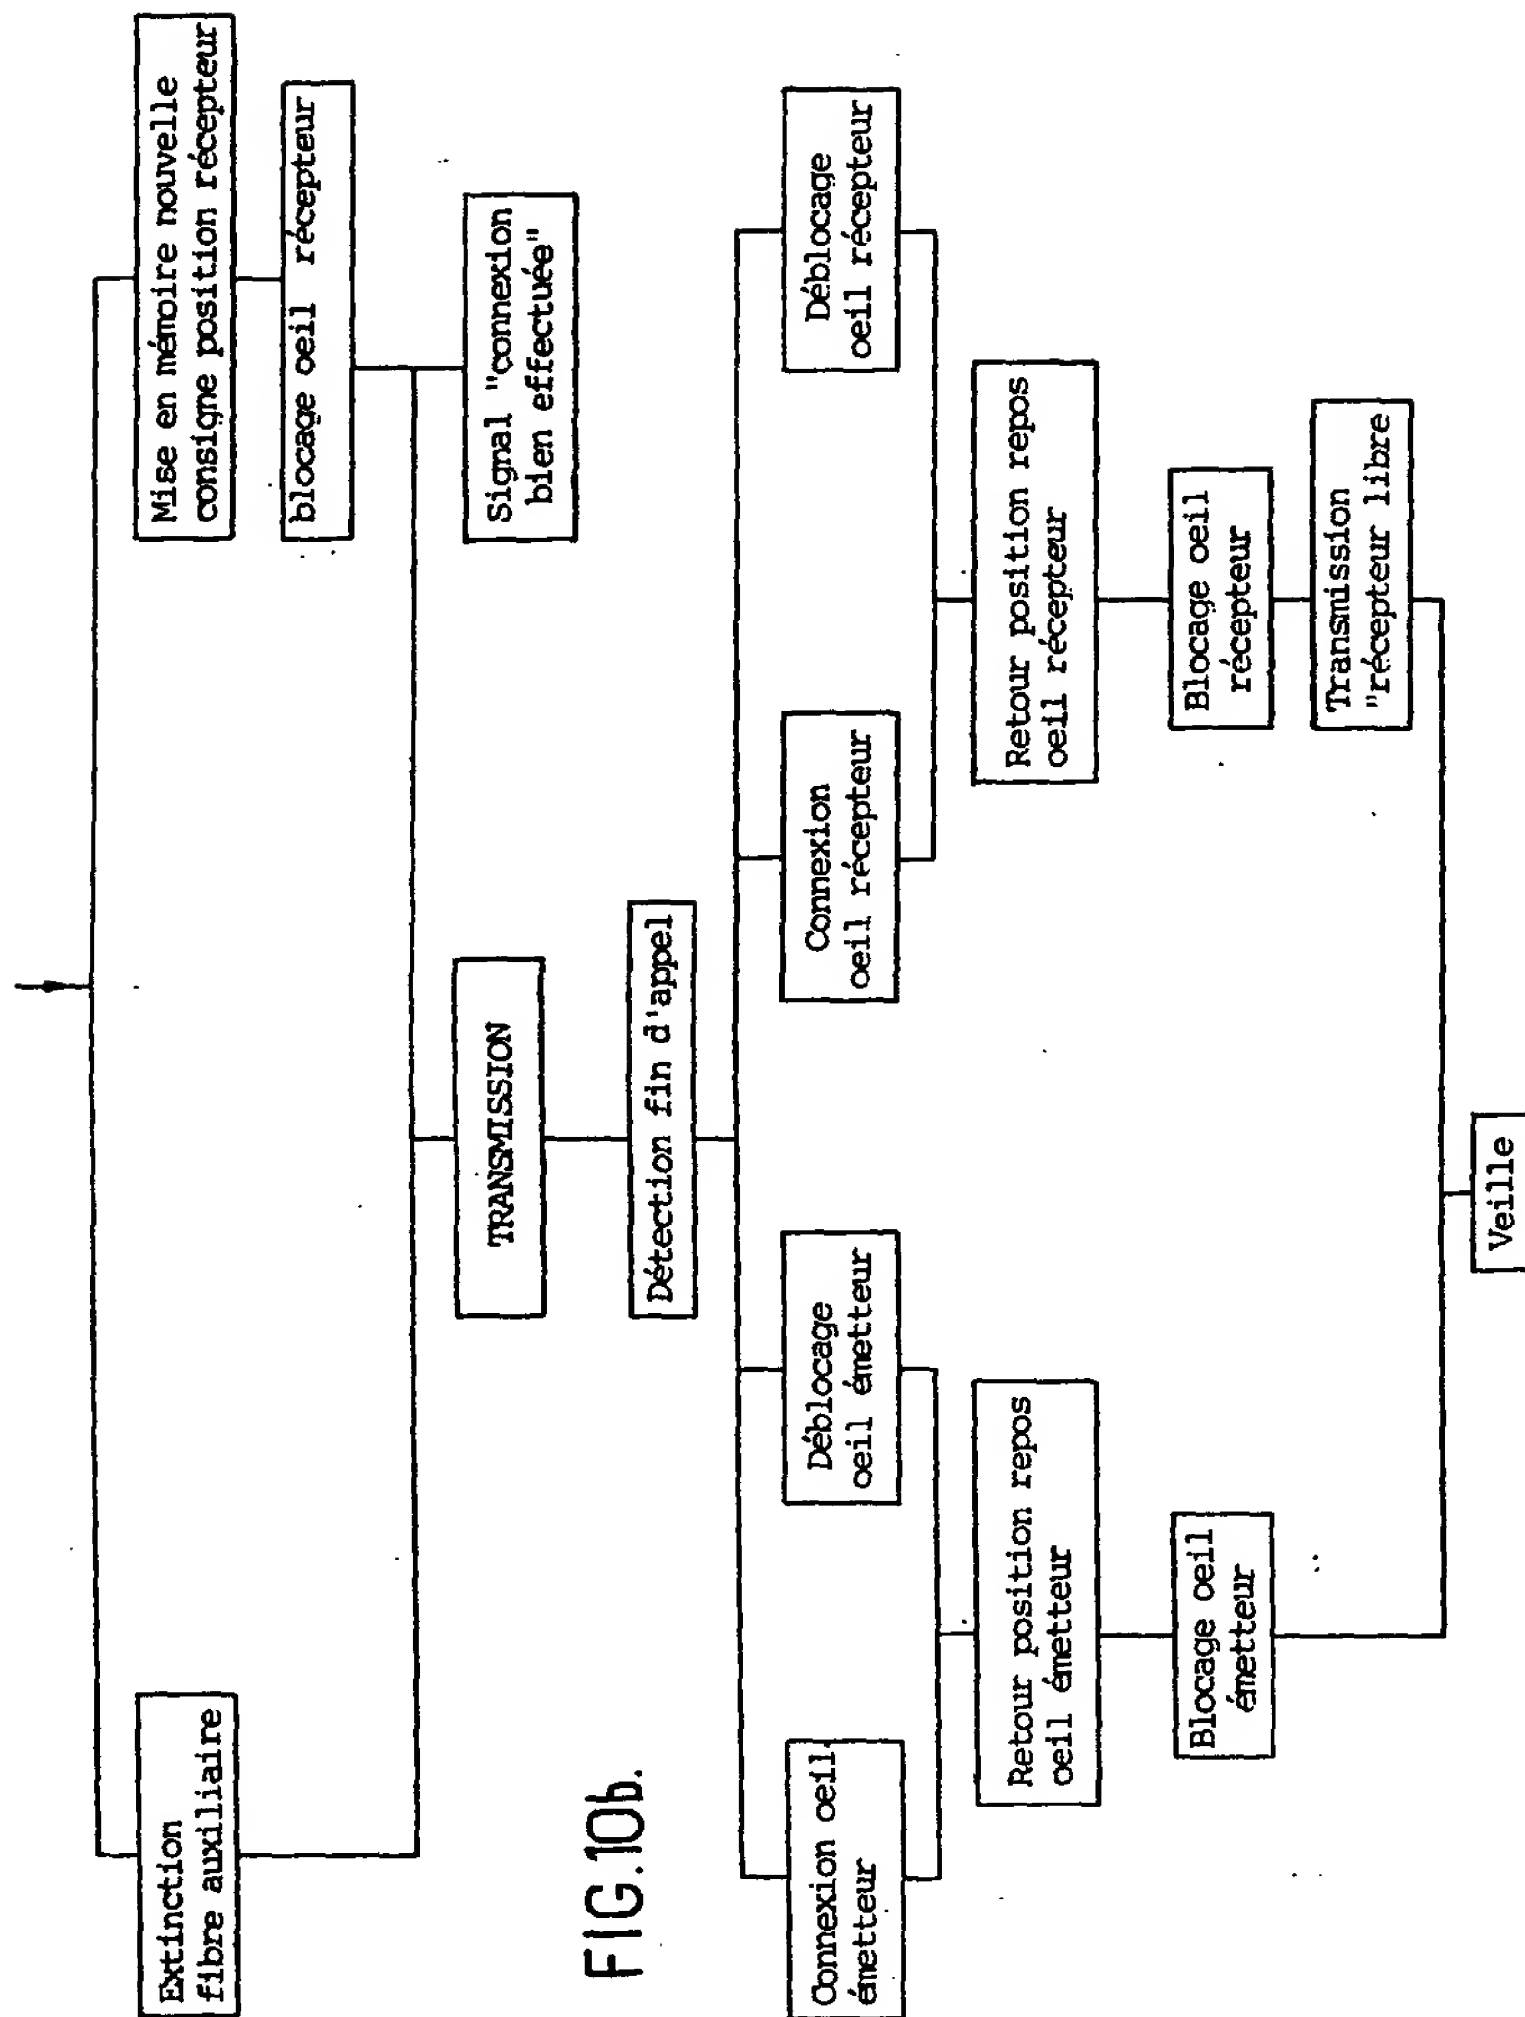 Extinction
fibre auxiliaire
Mise en mémoire nouvelle
consigne position récepteur
blocage oeil récepteur
Signal "connexion
bien effectuée"
TRANSMISSION
Détection fin d'appel
FIG.10b.
Connexion oeil
émetteur
Déblocage
oeil émetteur
Connexion
oeil récepteur
Déblocage
oeil récepteur
Retour position repos
oeil émetteur
Retour position repos
oeil récepteur
Blocage oeil
émetteur
Blocage oeil
récepteur
Transmission
"récepteur libre
Veille